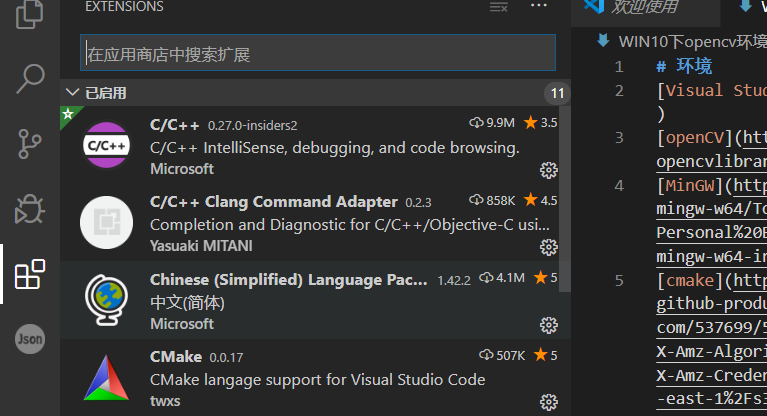 EXTENSIONS
在应用商店中搜索扩展
已启用
11
C/C++ 0.27.0-insiders2 9.9M 3.5
C/C++
C/C++ IntelliSense, debugging, and code browsing.
Microsoft
C/C++ Clang Command Adapter 0.2.3 858K 4.5
Completion and Diagnostic for C/C++/Objective-C usi...
Yasuaki MITANI
Chinese (Simplified) Language Pac... 1.42.2 4.1M 5
中文(简体)
Microsoft
Json
CMake 0.0.17 507K 5
CMake langage support for Visual Studio Code
twxs
欢迎使用
WIN10下opencv环境
1 # 环境
2 [Visual Stud
)
3 [openCV](htt
opencvlibrar
4 [MinGW](http
mingw-w64/To
Personal%20B
mingw-w64-in
5 [cmake](http
github-produ
com/537699/5
X-Amz-Algori
X-Amz-Creden
-east-1%2Fs3